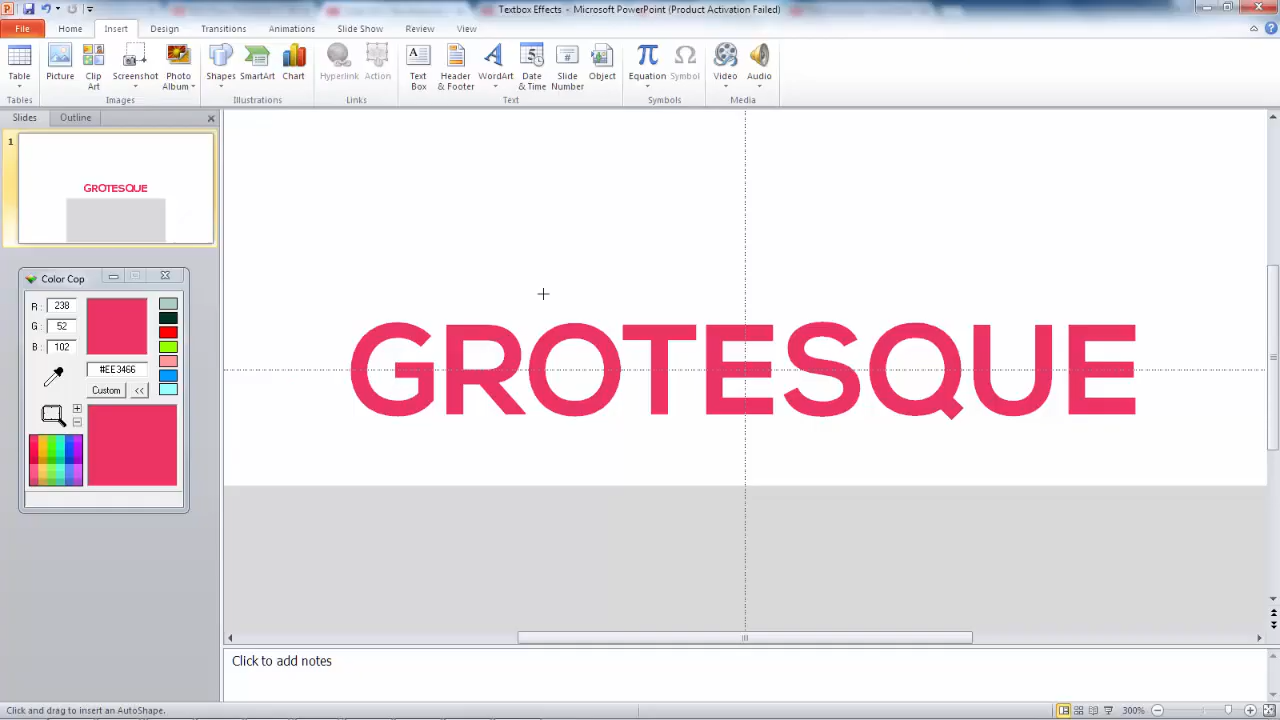 Textbox Effects - Microsoft PowerPoint (Product Activation Failed)
File Home Insert Design Transitions Animations Slide Show Review View
Table Picture Clip Art Screenshot Photo Album Shapes SmartArt Chart Hyperlink Action Text Box Header & Footer WordArt Date & Time Slide Number Object Equation Symbol Video Audio
Tables Images Illustrations Links Text Symbols Media
Slides Outline
1
GROTESQUE
Color Cop
R: 238
G: 52
B: 102
#EE3466
Custom <<
GROTESQUE
Click to add notes
Click and drag to insert an AutoShape.
300%